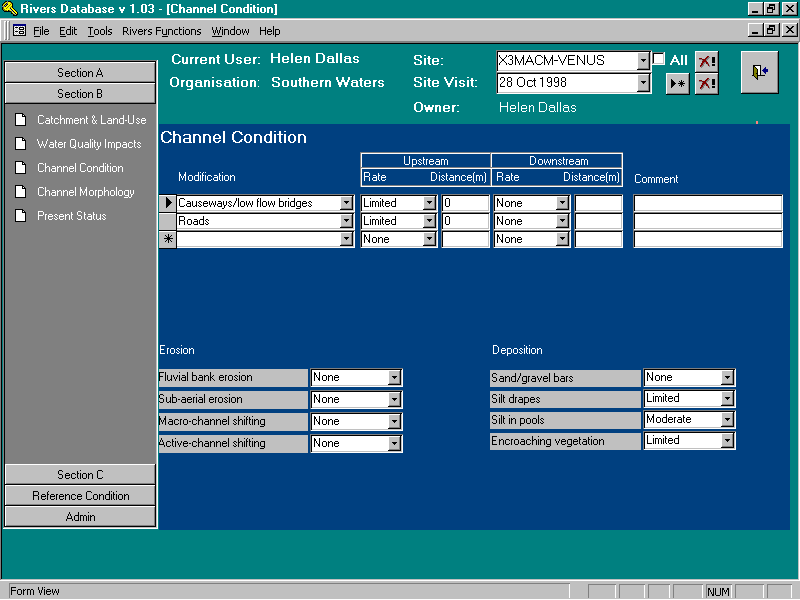 Rivers Database v 1.03 - [Channel Condition]
File Edit Tools Rivers Functions Window Help
Current User: Helen Dallas Site: X3MACM-VENUS All
Organisation: Southern Waters Site Visit: 28 Oct 1998
Owner: Helen Dallas
Section A
Section B
Catchment & Land-Use
Water Quality Impacts
Channel Condition
Channel Morphology
Present Status
Section C
Reference Condition
Admin
Channel Condition
Upstream Downstream
Modification Rate Distance(m) Rate Distance(m) Comment
Causeways/low flow bridges Limited 0 None
Roads Limited 0 None
None None
Erosion
Fluvial bank erosion None
Sub-aerial erosion None
Macro-channel shifting None
Active-channel shifting None
Deposition
Sand/gravel bars None
Silt drapes Limited
Silt in pools Moderate
Encroaching vegetation Limited
Form View NUM